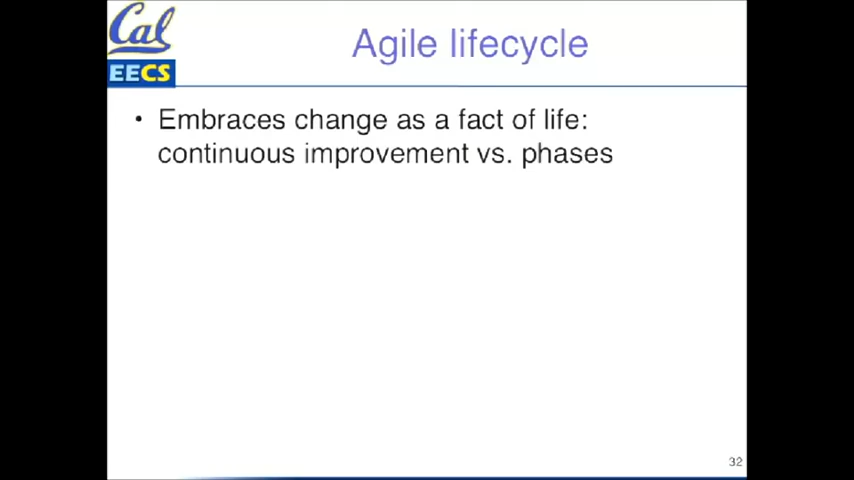 Cal
EECS
Agile lifecycle
• Embraces change as a fact of life:
continuous improvement vs. phases
32